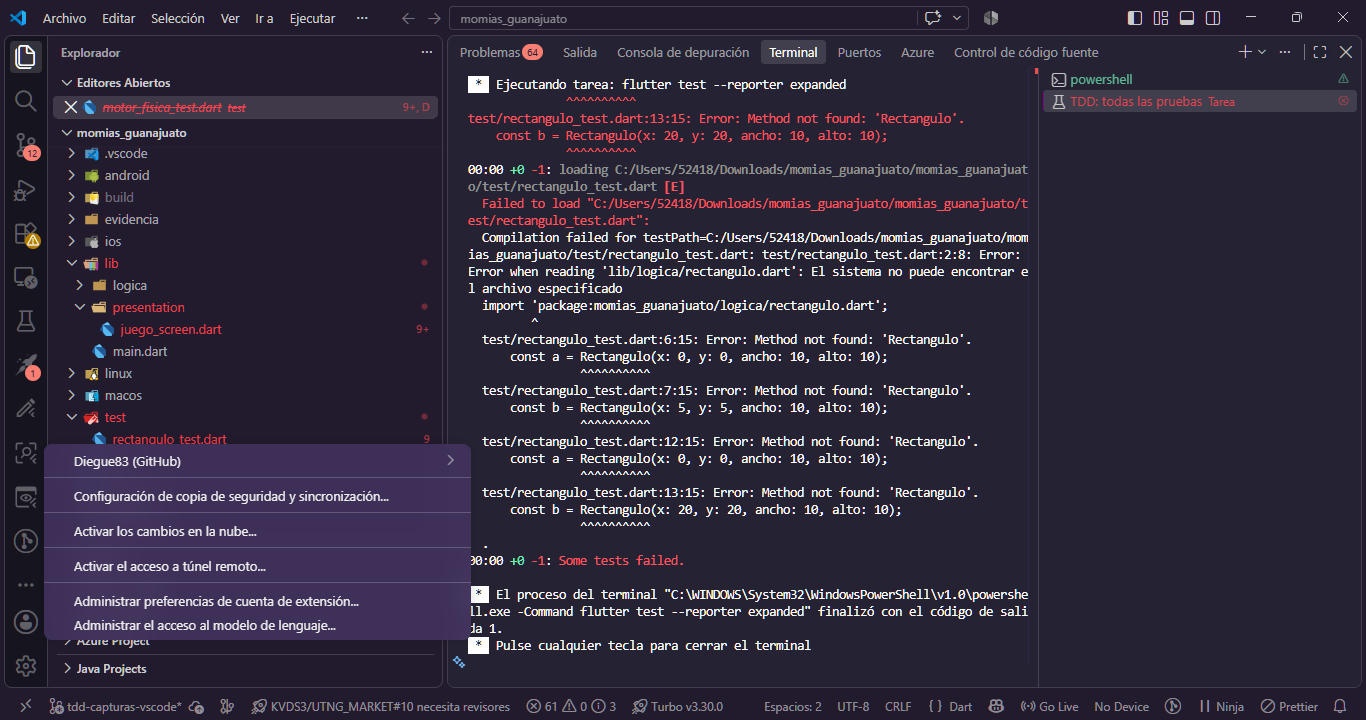 Archivo Editar Selección Ver Ir a Ejecutar ···
momias_guanajuato
Explorador
Editores Abiertos
motor_fisica_test.dart test 9+, D
momias_guanajuato
.vscode
android
build
evidencia
ios
lib
logica
presentation
juego_screen.dart 9+
main.dart
linux
macos
test
rectangulo_test.dart 9
12
1
Diegue83 (GitHub)
Configuración de copia de seguridad y sincronización...
Activar los cambios en la nube...
Activar el acceso a túnel remoto...
Administrar preferencias de cuenta de extensión...
Administrar el acceso al modelo de lenguaje...
Azure Project
Java Projects
Problemas 64 Salida Consola de depuración Terminal Puertos Azure Control de código fuente
* Ejecutando tarea: flutter test --reporter expanded
^^^^^^^^^^
test/rectangulo_test.dart:13:15: Error: Method not found: 'Rectangulo'.
const b = Rectangulo(x: 20, y: 20, ancho: 10, alto: 10);
^^^^^^^^^^
00:00 +0 -1: loading C:/Users/52418/Downloads/momias_guanajuato/momias_guanajuat
o/test/rectangulo_test.dart [E]
Failed to load "C:/Users/52418/Downloads/momias_guanajuato/momias_guanajuato/t
est/rectangulo_test.dart":
Compilation failed for testPath=C:/Users/52418/Downloads/momias_guanajuato/mom
ias_guanajuato/test/rectangulo_test.dart: test/rectangulo_test.dart:2:8: Error:
Error when reading 'lib/logica/rectangulo.dart': El sistema no puede encontrar e
l archivo especificado
import 'package:momias_guanajuato/logica/rectangulo.dart';
^
test/rectangulo_test.dart:6:15: Error: Method not found: 'Rectangulo'.
const a = Rectangulo(x: 0, y: 0, ancho: 10, alto: 10);
^^^^^^^^^^
test/rectangulo_test.dart:7:15: Error: Method not found: 'Rectangulo'.
const b = Rectangulo(x: 5, y: 5, ancho: 10, alto: 10);
^^^^^^^^^^
test/rectangulo_test.dart:12:15: Error: Method not found: 'Rectangulo'.
const a = Rectangulo(x: 0, y: 0, ancho: 10, alto: 10);
^^^^^^^^^^
test/rectangulo_test.dart:13:15: Error: Method not found: 'Rectangulo'.
const b = Rectangulo(x: 20, y: 20, ancho: 10, alto: 10);
^^^^^^^^^^
.
00:00 +0 -1: Some tests failed.
* El proceso del terminal "C:\WINDOWS\System32\WindowsPowerShell\v1.0\powershe
ll.exe -Command flutter test --reporter expanded" finalizó con el código de sali
da 1.
* Pulse cualquier tecla para cerrar el terminal
powershell
TDD: todas las pruebas Tarea
tdd-capturas-vscode* KVDS3/UTNG_MARKET#10 necesita revisores 61 0 3 Turbo v3.30.0 Espacios: 2 UTF-8 CRLF {} Dart Go Live No Device Ninja Prettier